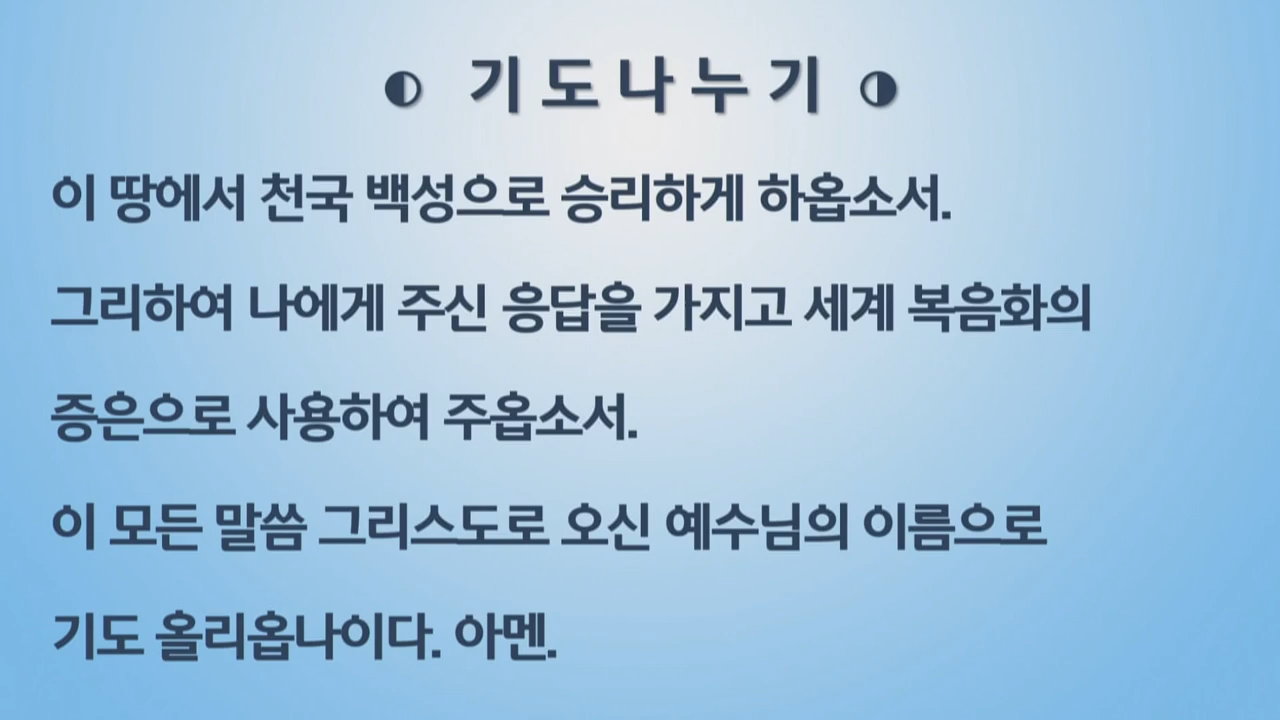 ◐ 기도나누기 ◑
이 땅에서 천국 백성으로 승리하게 하옵소서.
그리하여 나에게 주신 응답을 가지고 세계 복음화의
증은으로 사용하여 주옵소서.
이 모든 말씀 그리스도로 오신 예수님의 이름으로
기도 올리옵나이다. 아멘.